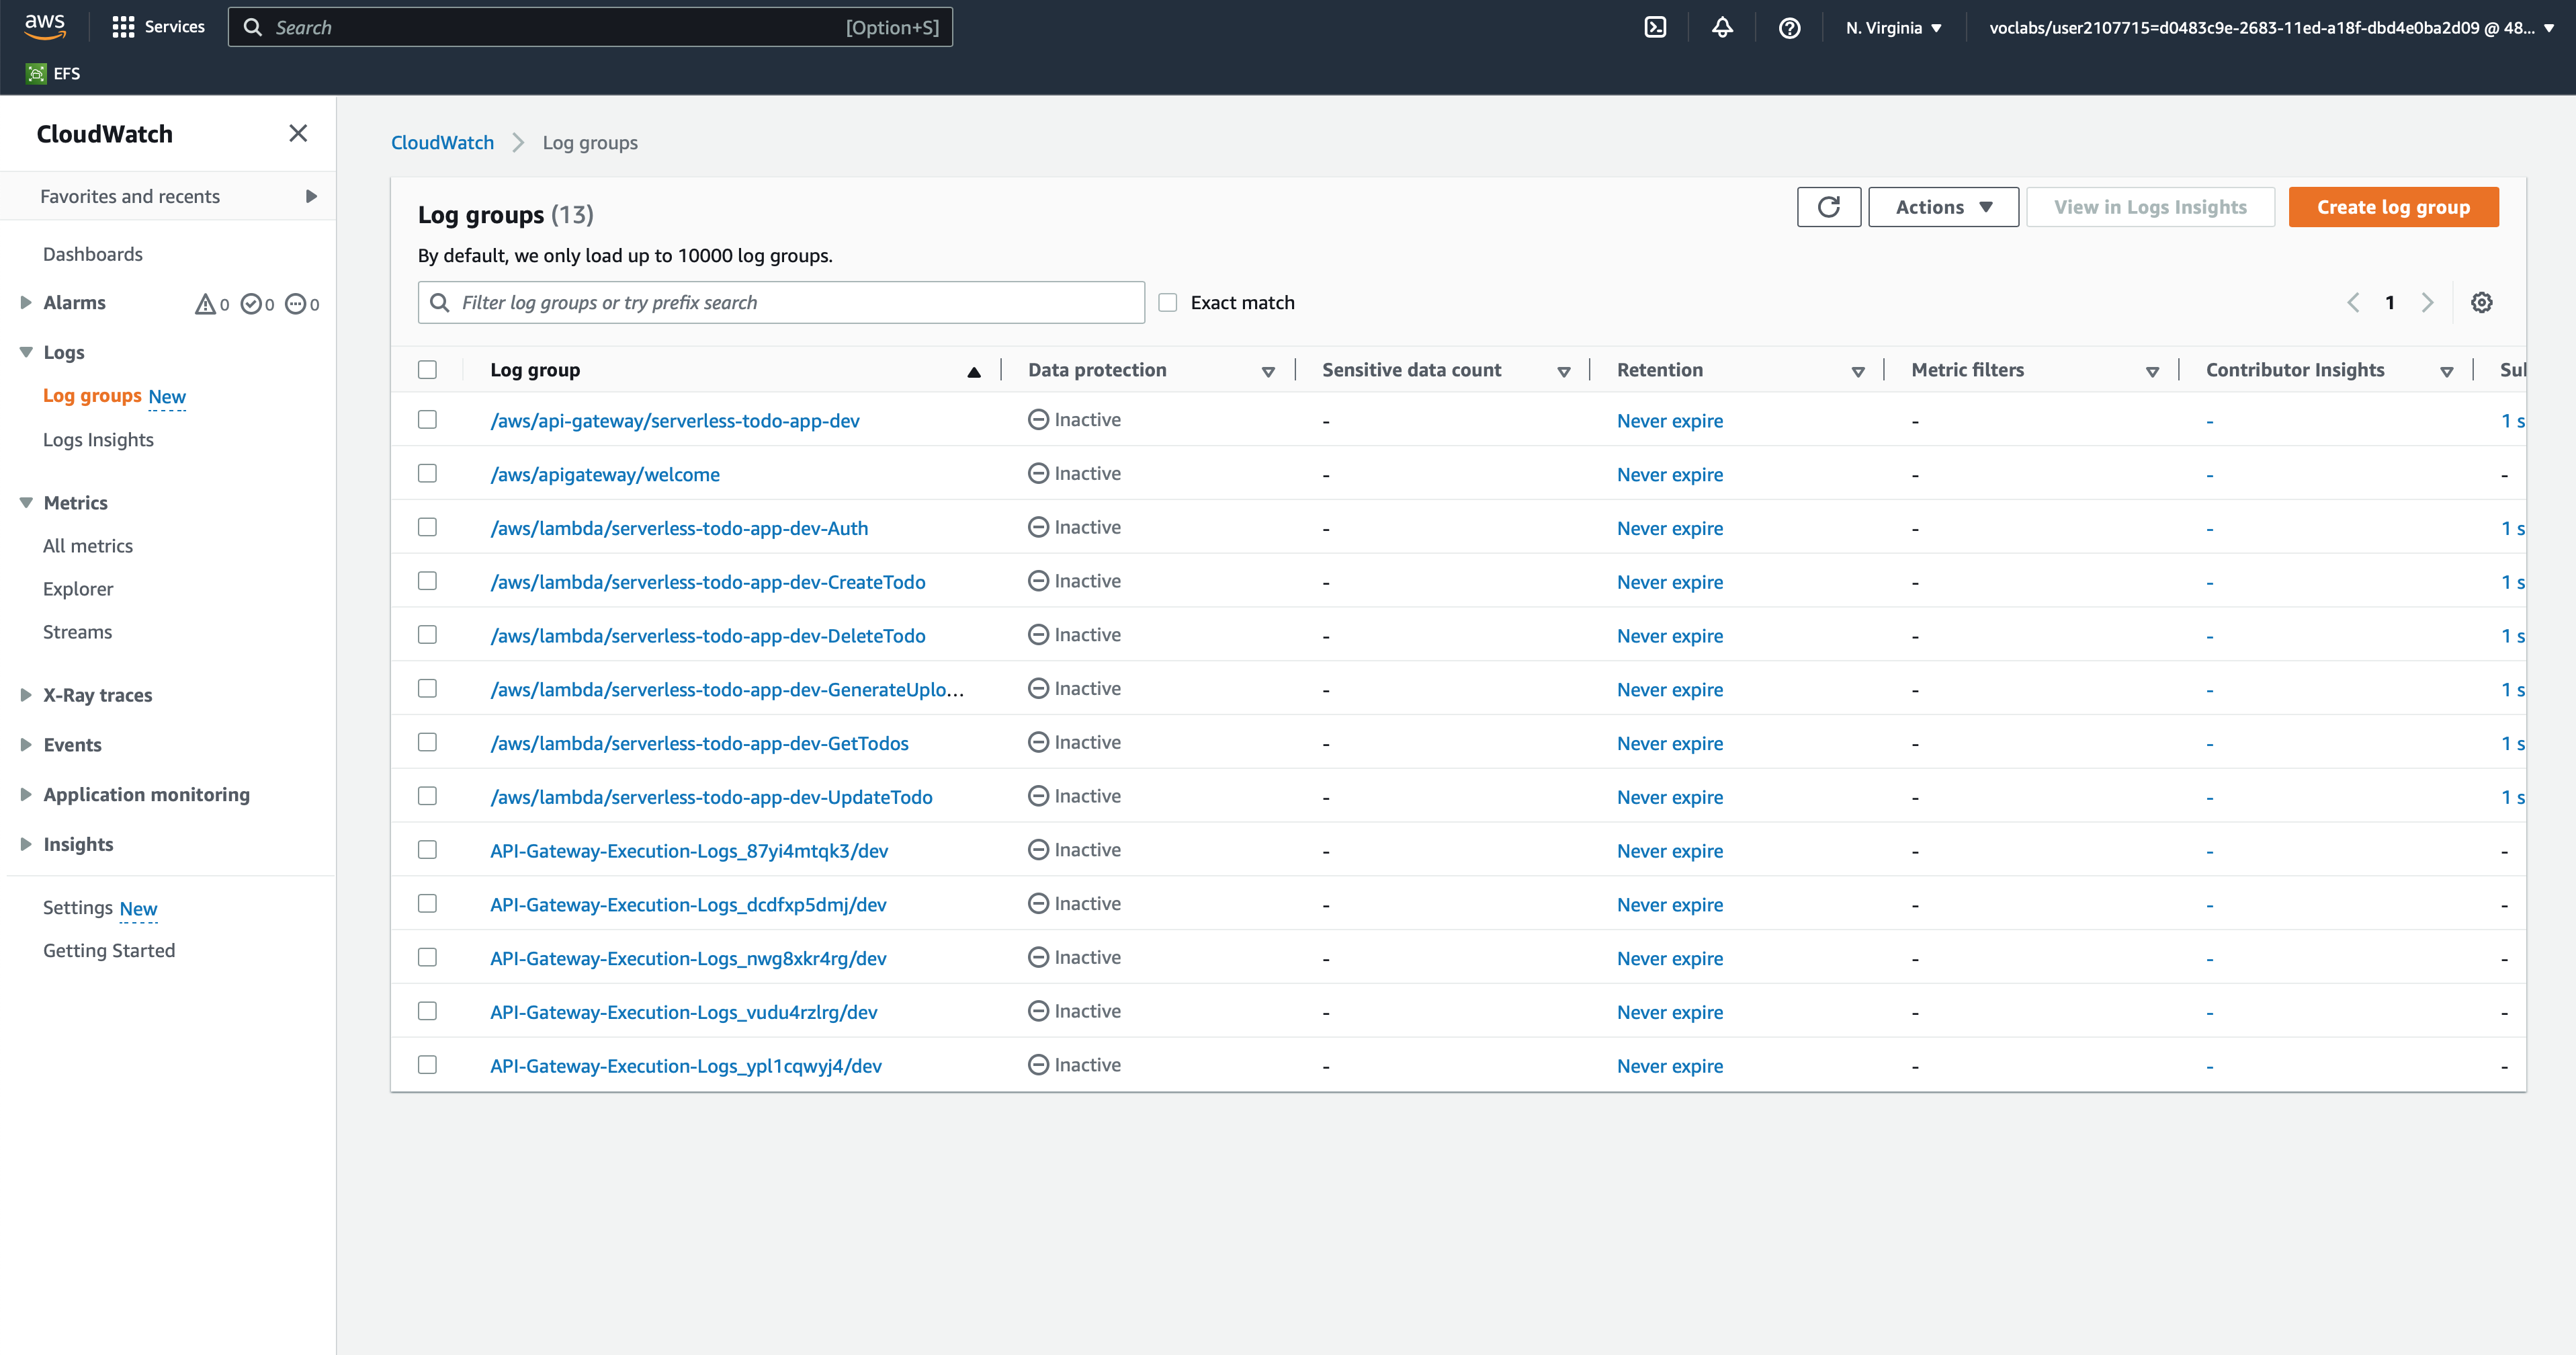 aws
Services
Search [Option+S]
N. Virginia
voclabs/user2107715=d0483c9e-2683-11ed-a18f-dbd4e0ba2d09 @ 48...
EFS
CloudWatch
Favorites and recents
Dashboards
Alarms 0 0 0
Logs
Log groups New
Logs Insights
Metrics
All metrics
Explorer
Streams
X-Ray traces
Events
Application monitoring
Insights
Settings New
Getting Started
CloudWatch Log groups
Log groups (13)
Actions
View in Logs Insights
Create log group
By default, we only load up to 10000 log groups.
Filter log groups or try prefix search
Exact match
1
Log group Data protection Sensitive data count Retention Metric filters Contributor Insights Sul
/aws/api-gateway/serverless-todo-app-dev Inactive - Never expire - - 1 s
/aws/apigateway/welcome Inactive - Never expire - - -
/aws/lambda/serverless-todo-app-dev-Auth Inactive - Never expire - - 1 s
/aws/lambda/serverless-todo-app-dev-CreateTodo Inactive - Never expire - - 1 s
/aws/lambda/serverless-todo-app-dev-DeleteTodo Inactive - Never expire - - 1 s
/aws/lambda/serverless-todo-app-dev-GenerateUplo... Inactive - Never expire - - 1 s
/aws/lambda/serverless-todo-app-dev-GetTodos Inactive - Never expire - - 1 s
/aws/lambda/serverless-todo-app-dev-UpdateTodo Inactive - Never expire - - 1 s
API-Gateway-Execution-Logs_87yi4mtqk3/dev Inactive - Never expire - - -
API-Gateway-Execution-Logs_dcdfxp5dmj/dev Inactive - Never expire - - -
API-Gateway-Execution-Logs_nwg8xkr4rg/dev Inactive - Never expire - - -
API-Gateway-Execution-Logs_vudu4rzlrg/dev Inactive - Never expire - - -
API-Gateway-Execution-Logs_ypl1cqwyj4/dev Inactive - Never expire - - -